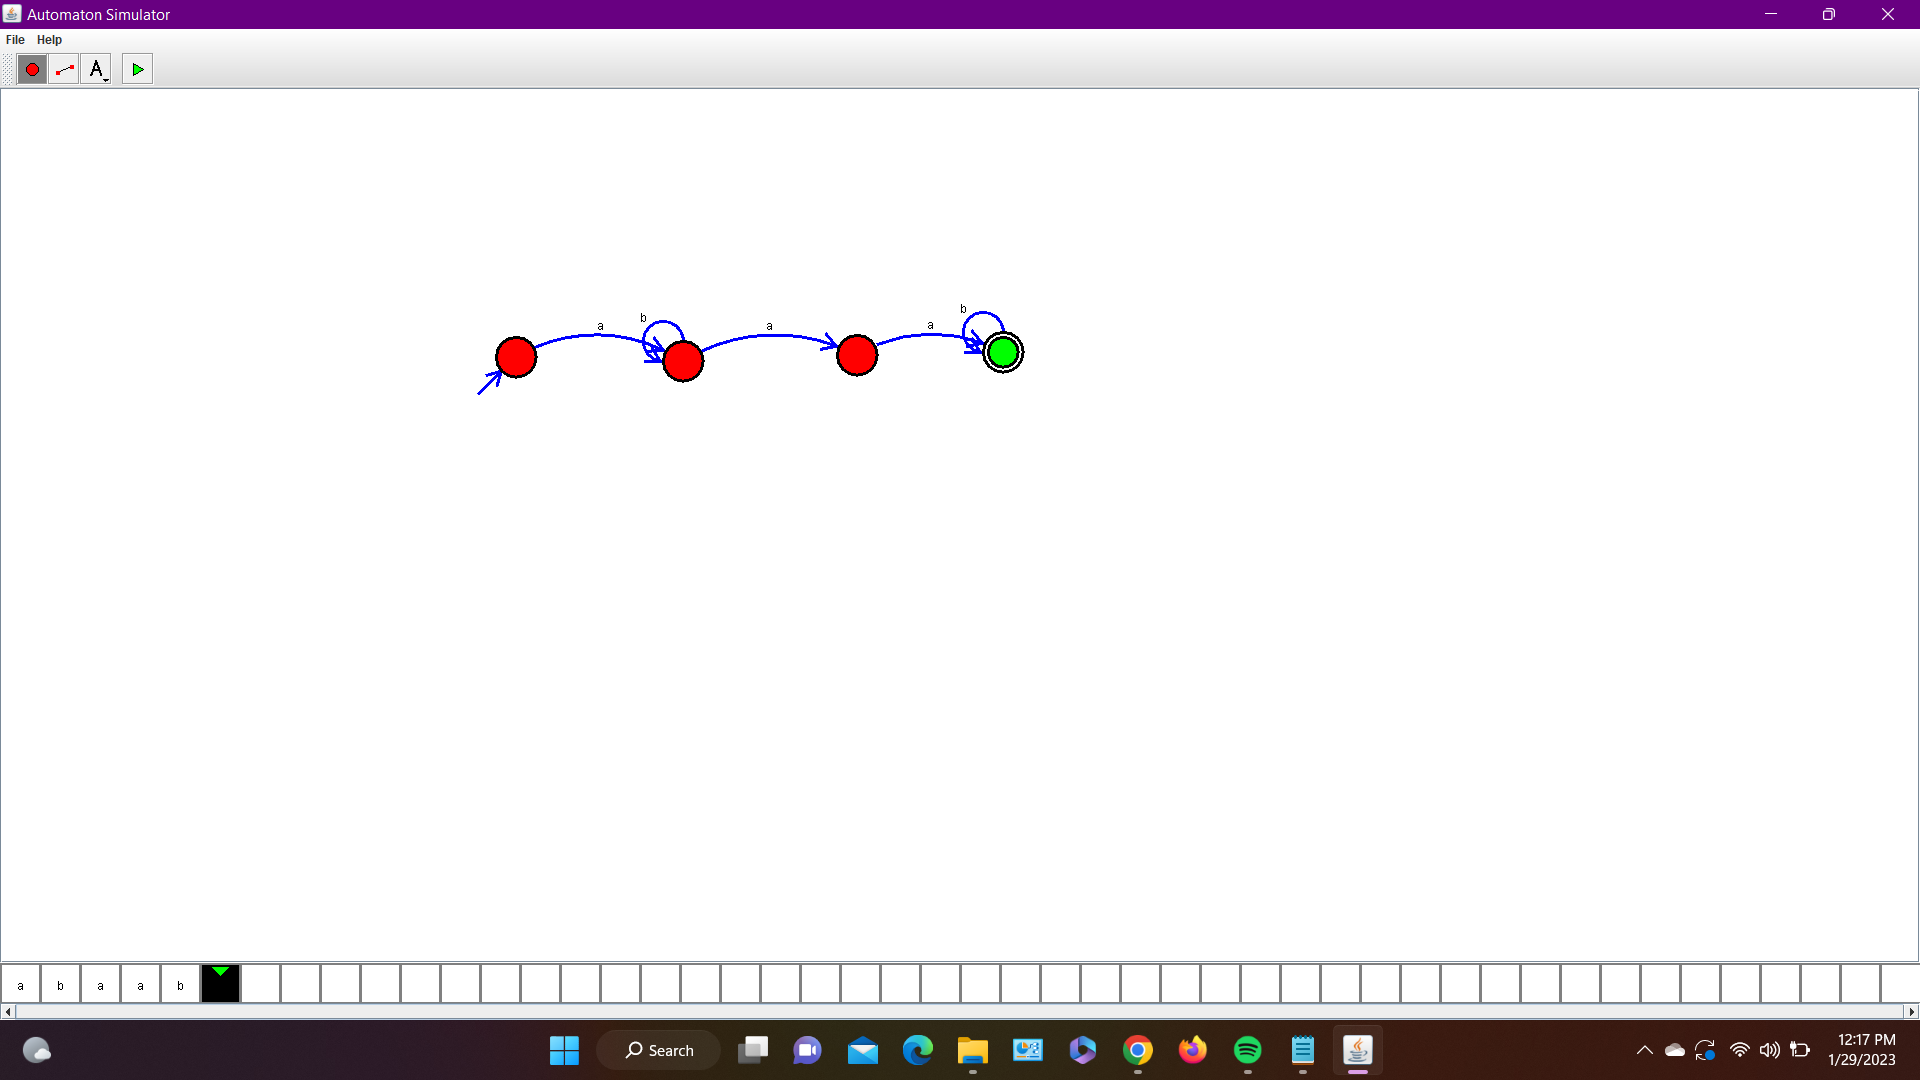 Automaton Simulator
File Help
A
b
a
b
a
a
a b a a b
Search
12:17 PM
1/29/2023